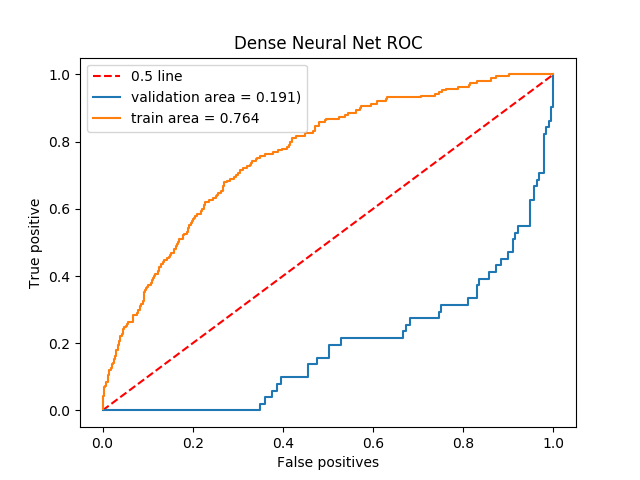 Dense Neural Net ROC
0.5 line
validation area = 0.191)
train area = 0.764
True positive
1.0
0.8
0.6
0.4
0.2
0.0
0.0 0.2 0.4 0.6 0.8 1.0
False positives